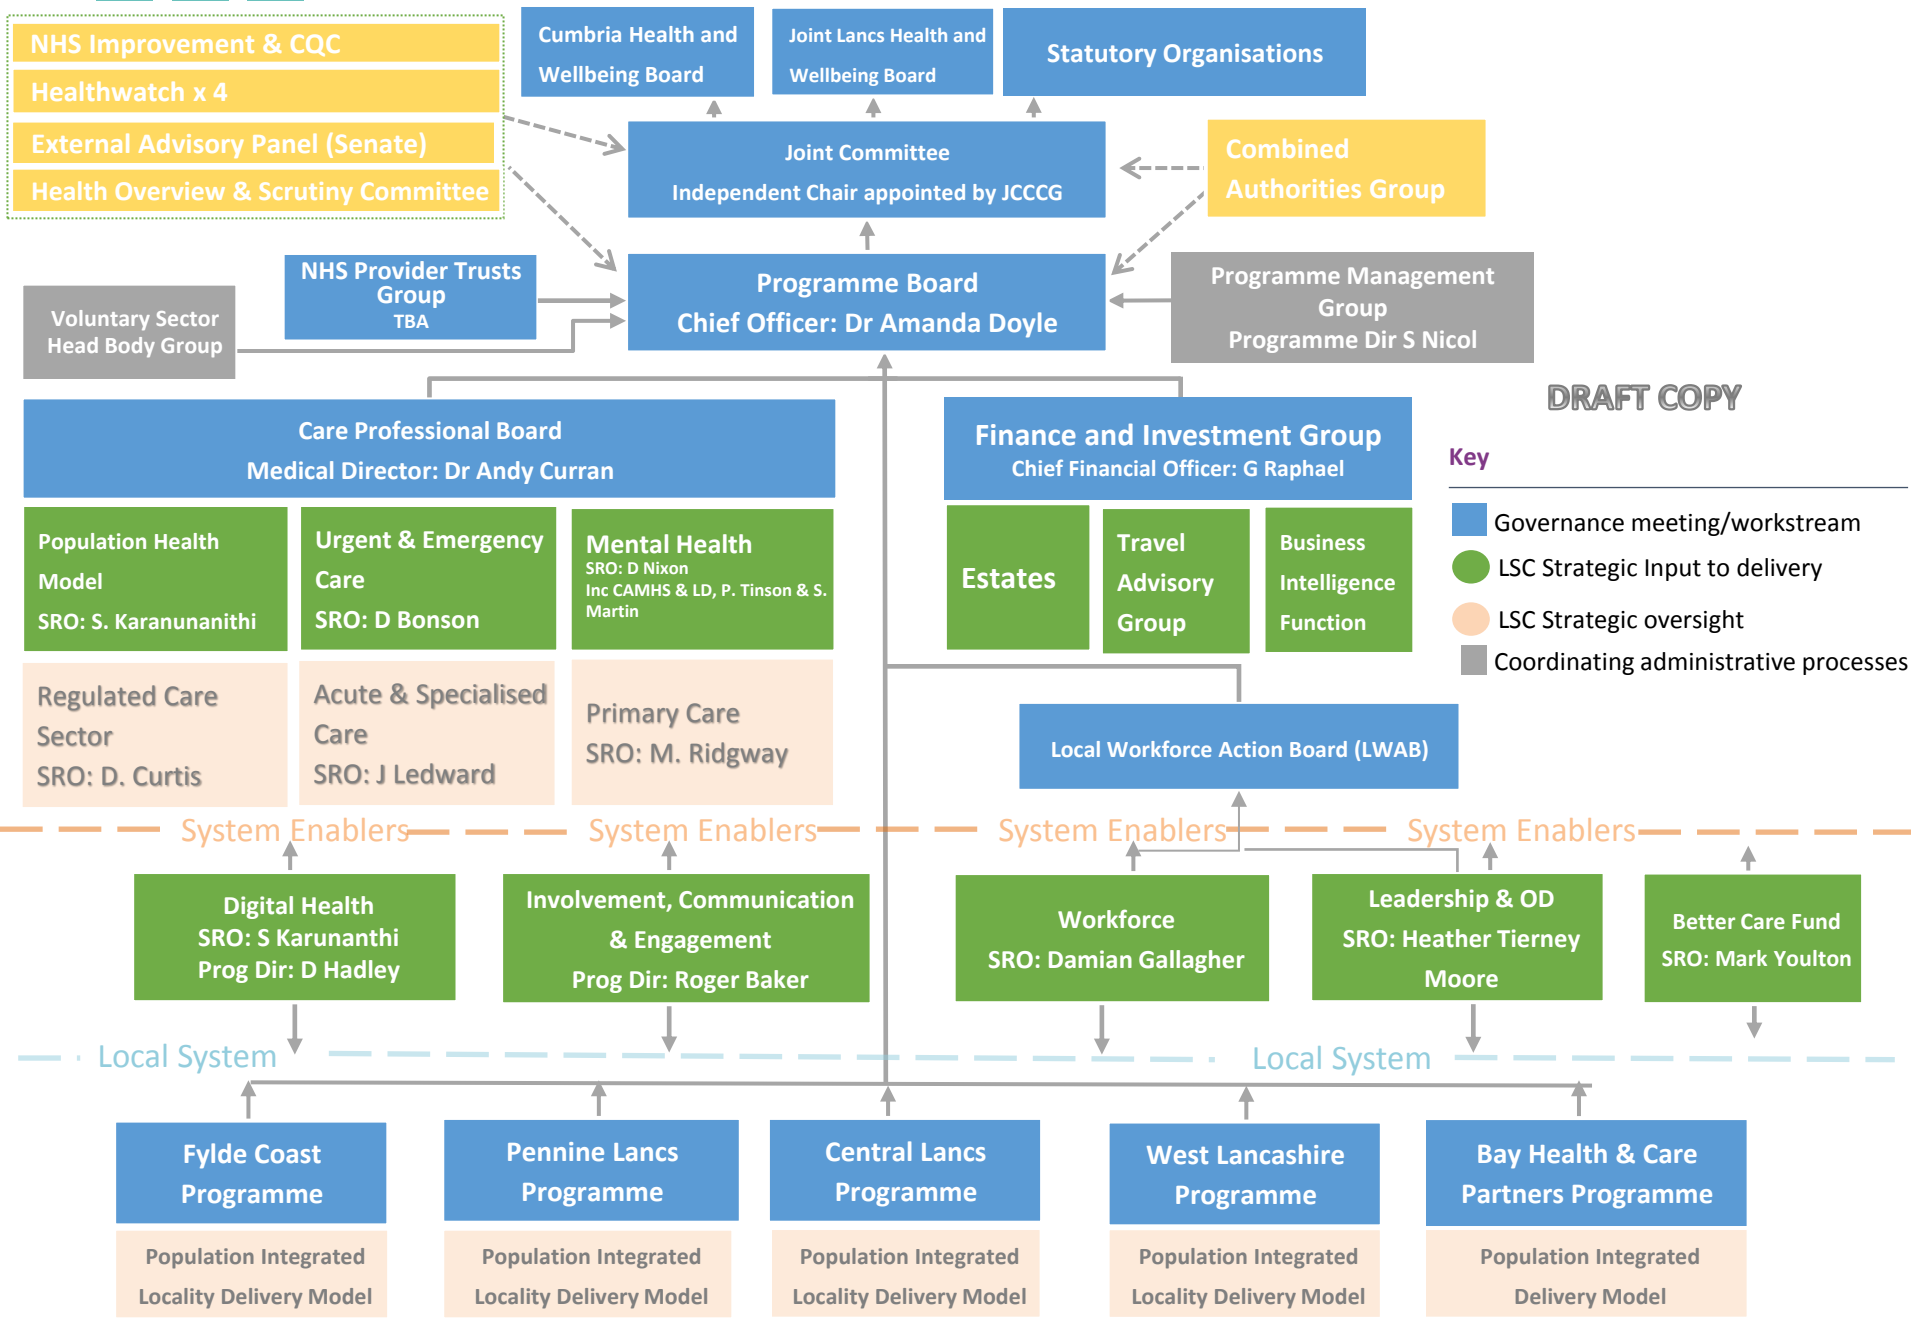 NHS Improvement & CQC
Healthwatch x 4
External Advisory Panel (Senate)
Health Overview & Scrutiny Committee
Cumbria Health and
Wellbeing Board
Joint Lancs Health and
Wellbeing Board
Statutory Organisations
Joint Committee
Independent Chair appointed by JCCCG
Combined
Authorities Group
NHS Provider Trusts
Group
TBA
Voluntary Sector
Head Body Group
Programme Board
Chief Officer: Dr Amanda Doyle
Programme Management
Group
Programme Dir S Nicol
DRAFT COPY
Care Professional Board
Medical Director: Dr Andy Curran
Finance and Investment Group
Chief Financial Officer: G Raphael
Key
Governance meeting/workstream
LSC Strategic Input to delivery
LSC Strategic oversight
Coordinating administrative processes
Population Health
Model
SRO: S. Karanunanithi
Urgent & Emergency
Care
SRO: D Bonson
Mental Health
SRO: D Nixon
Inc CAMHS & LD, P. Tinson & S.
Martin
Estates
Travel
Advisory
Group
Business
Intelligence
Function
Regulated Care
Sector
SRO: D. Curtis
Acute & Specialised
Care
SRO: J Ledward
Primary Care
SRO: M. Ridgway
Local Workforce Action Board (LWAB)
System Enablers
System Enablers
System Enablers
System Enablers
Digital Health
SRO: S Karunanthi
Prog Dir: D Hadley
Involvement, Communication
& Engagement
Prog Dir: Roger Baker
Workforce
SRO: Damian Gallagher
Leadership & OD
SRO: Heather Tierney
Moore
Better Care Fund
SRO: Mark Youlton
Local System
Local System
Fylde Coast
Programme
Pennine Lancs
Programme
Central Lancs
Programme
West Lancashire
Programme
Bay Health & Care
Partners Programme
Population Integrated
Locality Delivery Model
Population Integrated
Locality Delivery Model
Population Integrated
Locality Delivery Model
Population Integrated
Locality Delivery Model
Population Integrated
Delivery Model